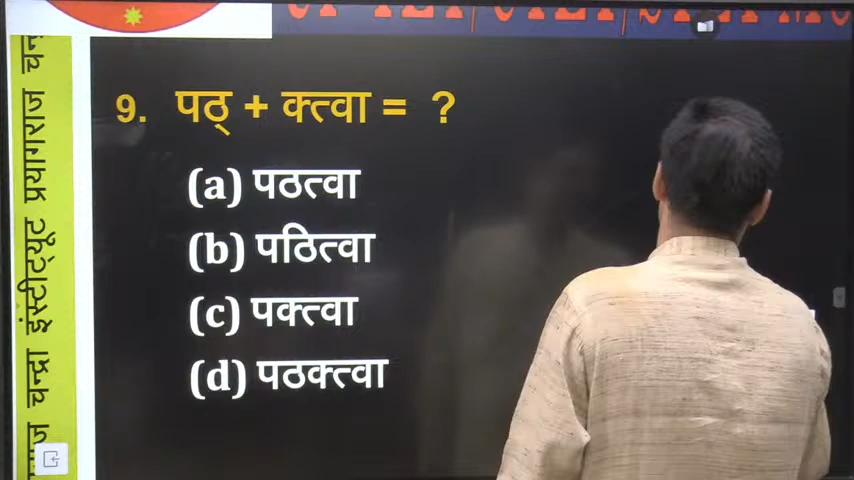 9. पठ् + क्त्वा = ?
(a) पठत्वा
(b) पठित्वा
(c) पक्त्वा
(d) पठक्त्वा
चन्द्रा इंस्टीट्यूट प्रयागराज